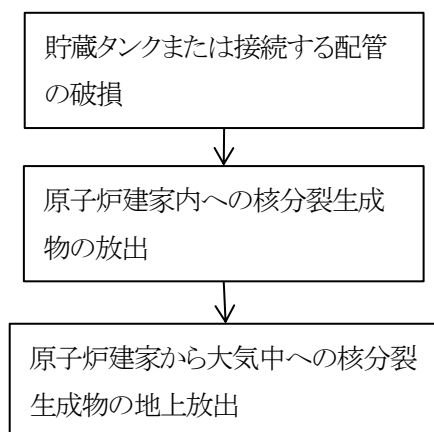 貯蔵タンクまたは接続する配管
の破損
原子炉建家内への核分裂生成
物の放出
原子炉建家から大気中への核分裂
生成物の地上放出